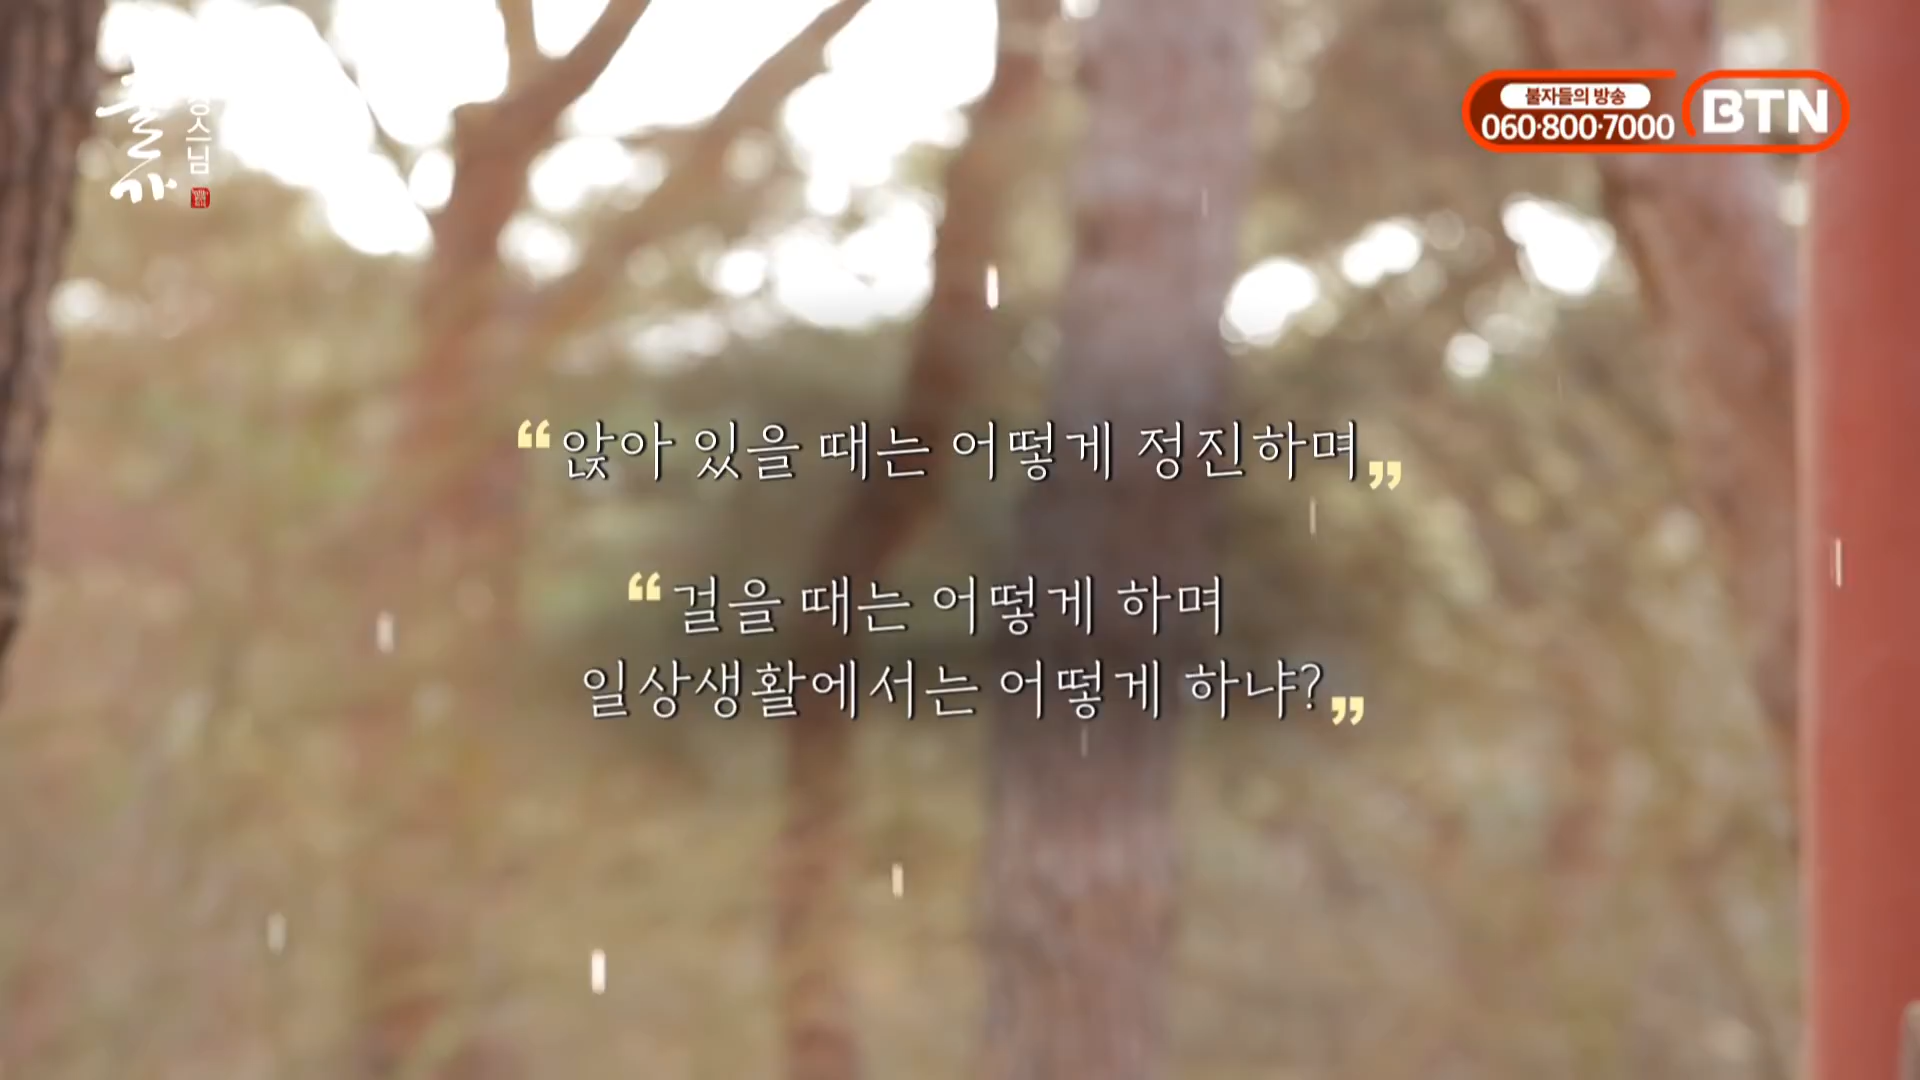 스님
불자들의 방송
060·800·7000
BTN
“앉아 있을 때는 어떻게 정진하며”
“걸을 때는 어떻게 하며
일상생활에서는 어떻게 하냐?”